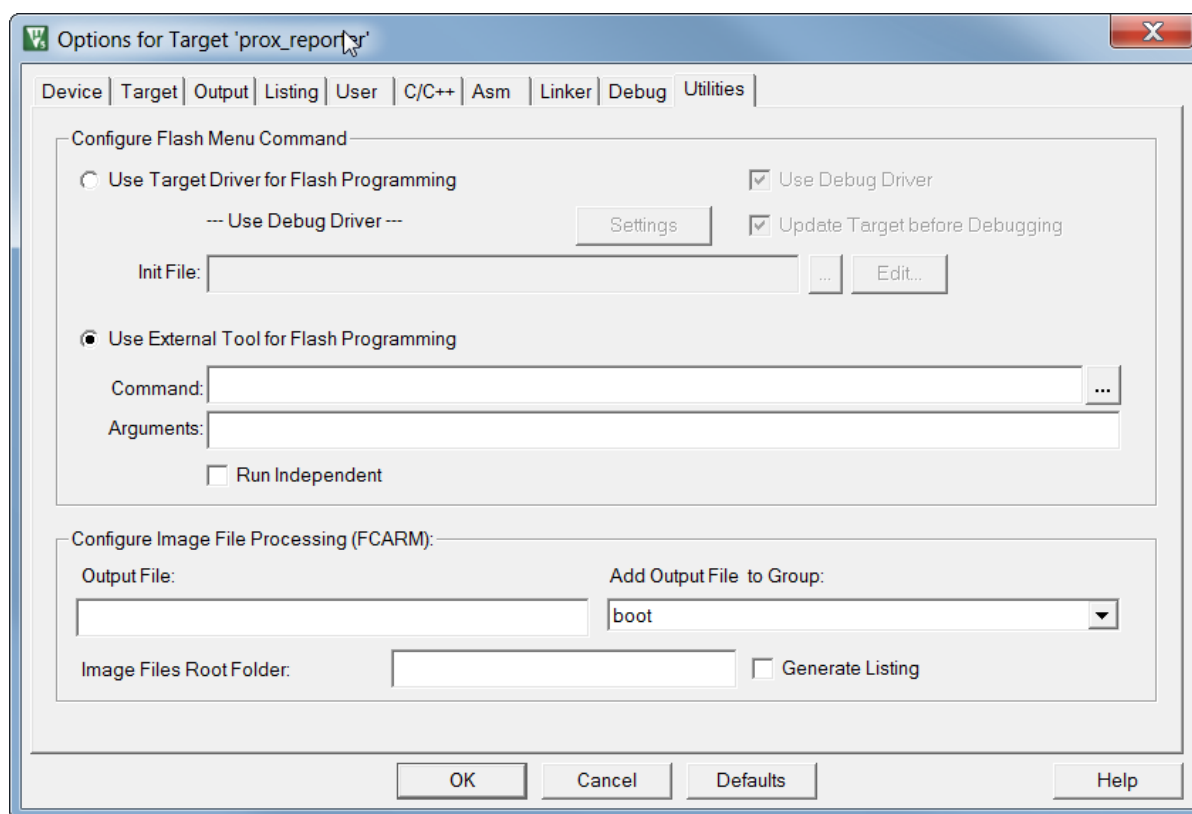 Options for Target 'prox_reporter'
Device Target Output Listing User C/C++ Asm Linker Debug Utilities
Configure Flash Menu Command
Use Target Driver for Flash Programming Use Debug Driver
--- Use Debug Driver --- Settings Update Target before Debugging
Init File: ... Edit...
Use External Tool for Flash Programming
Command: ...
Arguments:
Run Independent
Configure Image File Processing (FCARM):
Output File: Add Output File to Group:
boot
Image Files Root Folder: Generate Listing
OK Cancel Defaults Help